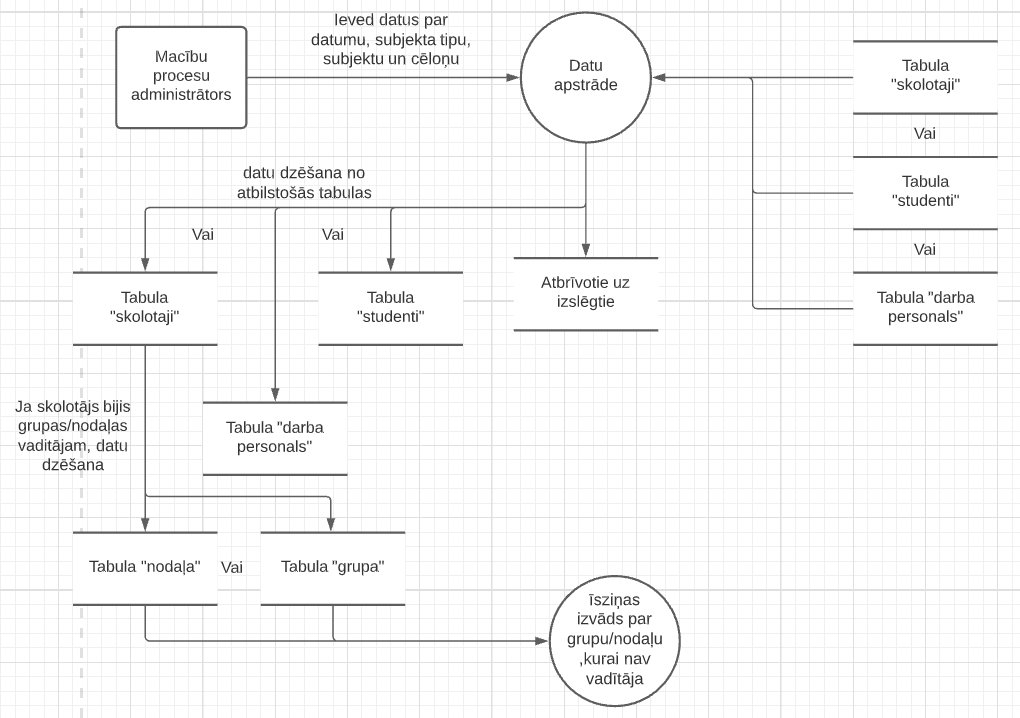 Macību
procesu
administrātors
Ieved datus par
datumu, subjekta tipu,
subjektu un cēloņu
Datu
apstrāde
Tabula
"skolotaji"
Vai
Tabula
"studenti"
Vai
Tabula "darba
personals"
datu dzēšana no
atbilstošās tabulas
Vai
Vai
Tabula
"skolotaji"
Tabula
"studenti"
Atbrīvotie uz
izslēgtie
Ja skolotājs bijis
grupas/nodaļas
vaditājam, datu
dzēšana
Tabula "darba
personals"
Tabula "nodaļa"
Vai
Tabula "grupa"
īsziņas
izvāds par
grupu/nodaļu
,kurai nav
vadītāja